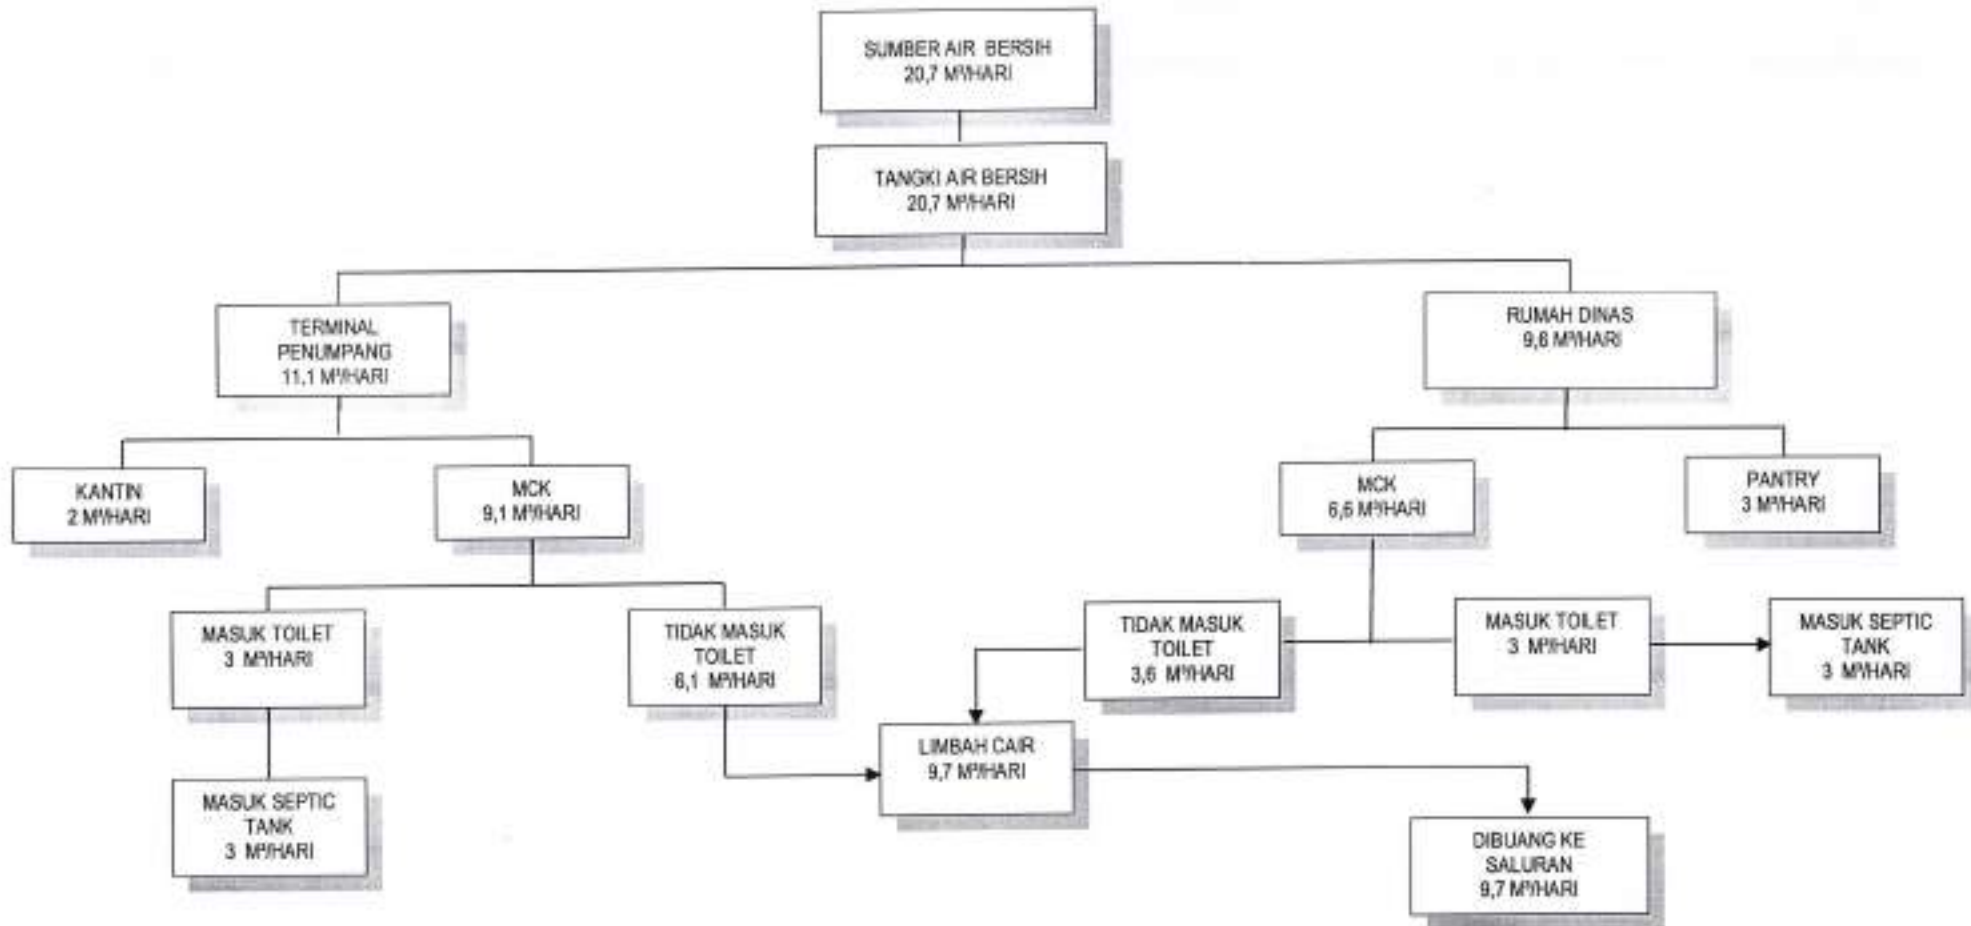 SUMBER AIR BERSIH
20,7 M³/HARI
TANGKI AIR BERSIH
20,7 M³/HARI
TERMINAL
PENUMPANG
11,1 M³/HARI
RUMAH DINAS
9,6 M³/HARI
KANTIN
2 M³/HARI
MCK
9,1 M³/HARI
MCK
6,6 M³/HARI
PANTRY
3 M³/HARI
MASUK TOILET
3 M³/HARI
TIDAK MASUK
TOILET
6,1 M³/HARI
TIDAK MASUK
TOILET
3,6 M³/HARI
MASUK TOILET
3 M³/HARI
MASUK SEPTIC
TANK
3 M³/HARI
LIMBAH CAIR
9,7 M³/HARI
MASUK SEPTIC
TANK
3 M³/HARI
DIBUANG KE
SALURAN
9,7 M³/HARI